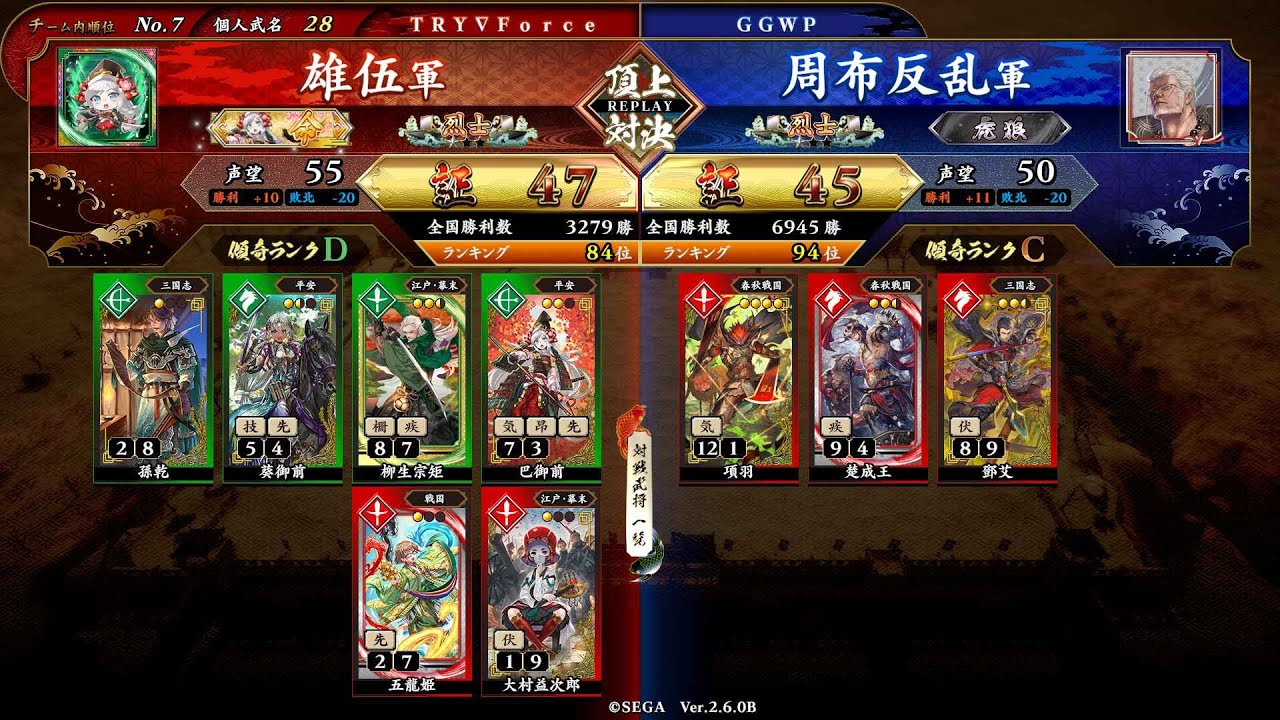 チーム内順位 No.7 個人武名 28 TRY∇Force GGWP
雄伍軍 頂上 周布反乱軍
REPLAY
対決
命 烈士 烈士
声望 55 証 47 証 45 声望 50
勝利 +10 敗北 -20 勝利 +11 敗北 -20
全国勝利数 3279勝 全国勝利数 6945勝
傾奇ランクD ランキング 84位 ランキング 94位 傾奇ランクC
三国志 平安 江戸・幕末 平安 春秋戦国 春秋戦国 三国志
技 先 柵 疾 気 昂 先 気 疾 伏
2 8 5 4 8 7 7 3 12 1 9 4 8 9
孫乾 葵御前 柳生宗矩 巴御前 項羽 楚成王 鄧艾
対戦武将一覧
戦国 江戸・幕末
先 伏
2 7 1 9
五龍姫 大村益次郎
©SEGA Ver.2.6.0B